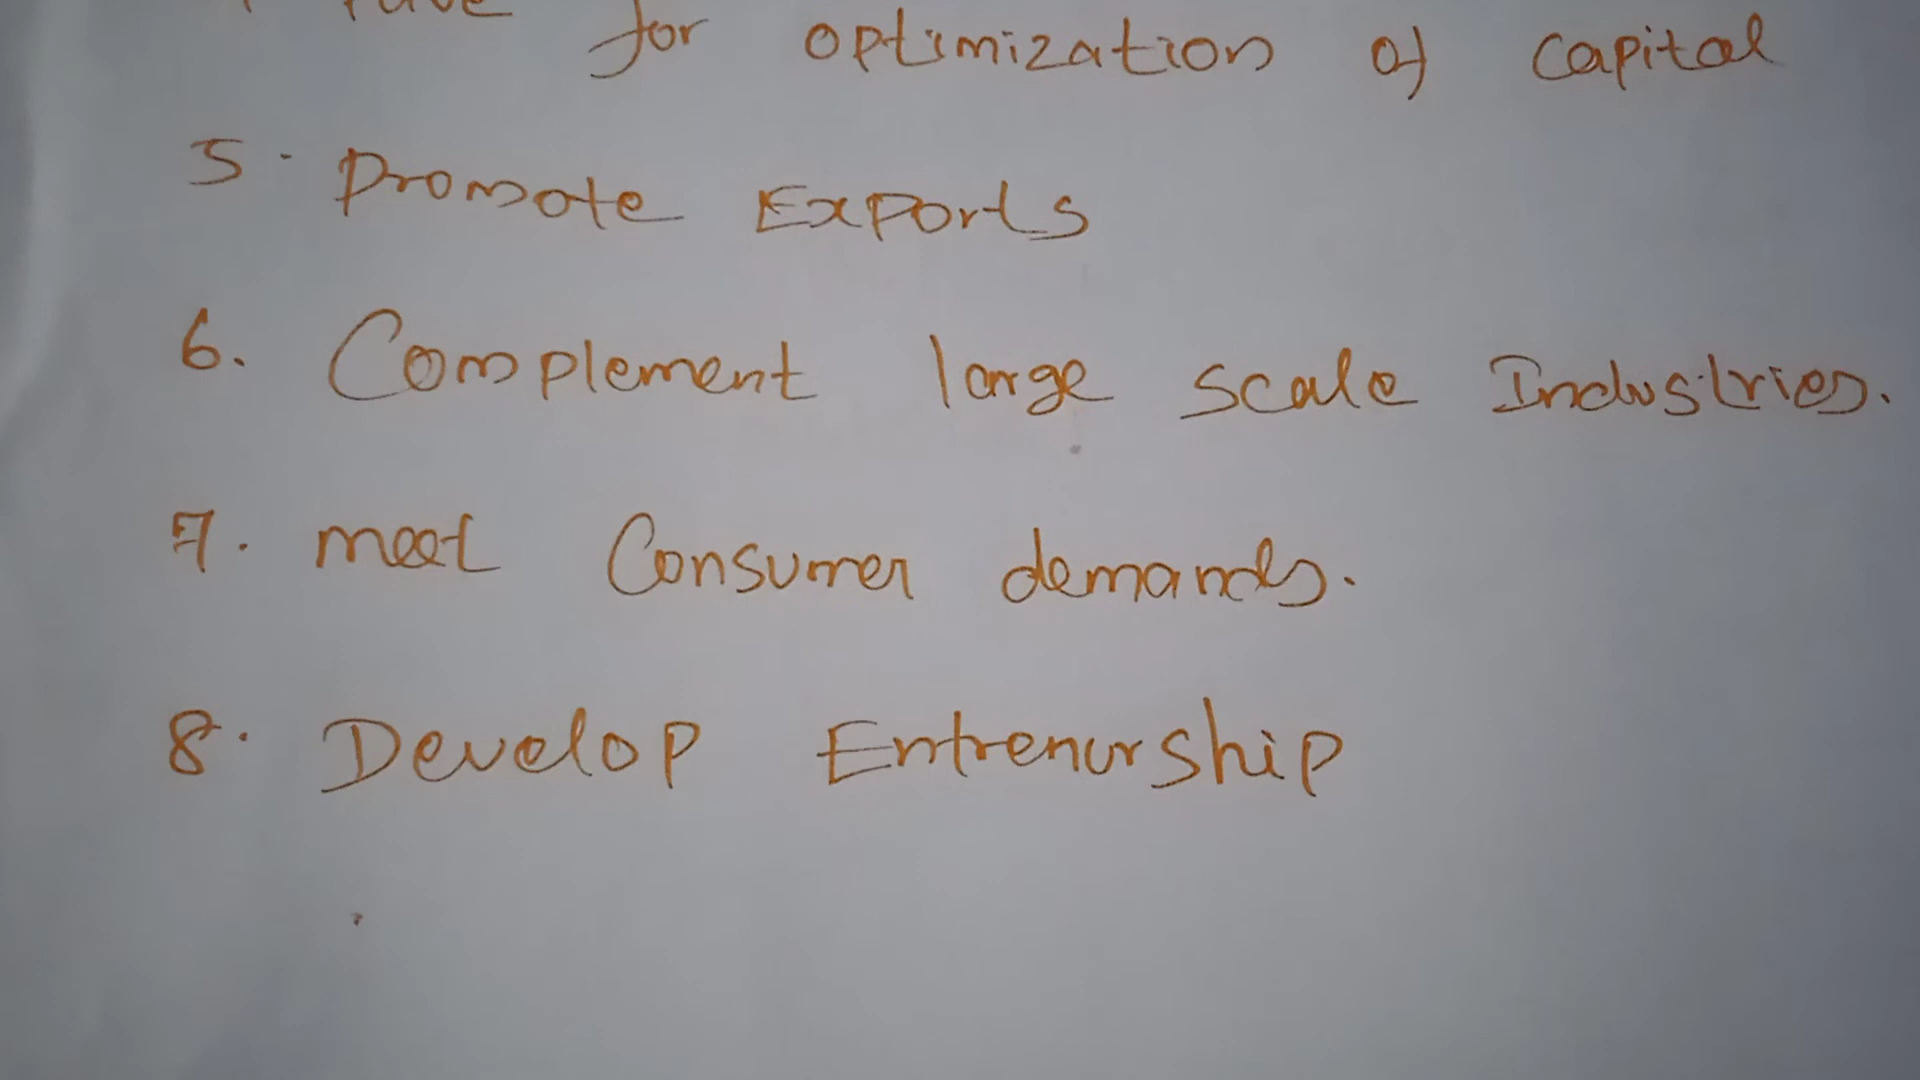 for optimization of capital
5. Promote Exports
6. Complement large scale Industries.
7. meet Consumer demands.
8. Develop Entrenurship